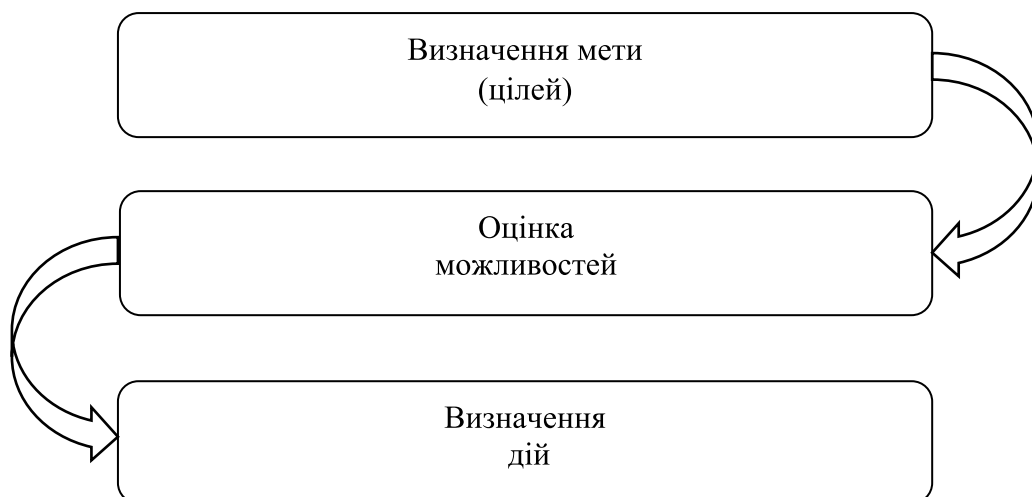 Визначення мети
(цілей)
Оцінка
можливостей
Визначення
дій